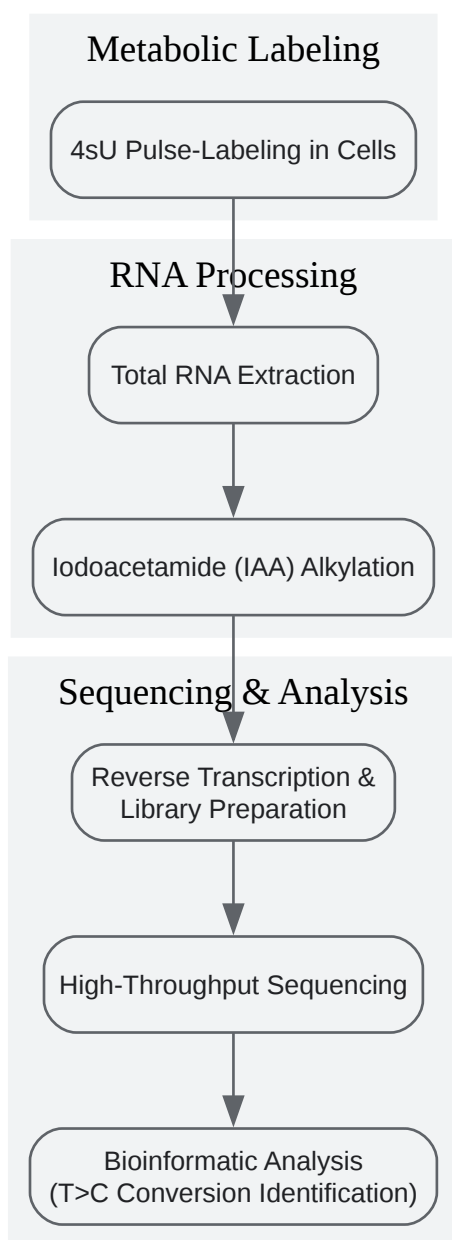 Metabolic Labeling
4sU Pulse-Labeling in Cells
RNA Processing
Total RNA Extraction
Iodoacetamide (IAA) Alkylation
Sequencing & Analysis
Reverse Transcription &
Library Preparation
High-Throughput Sequencing
Bioinformatic Analysis
(T>C Conversion Identification)